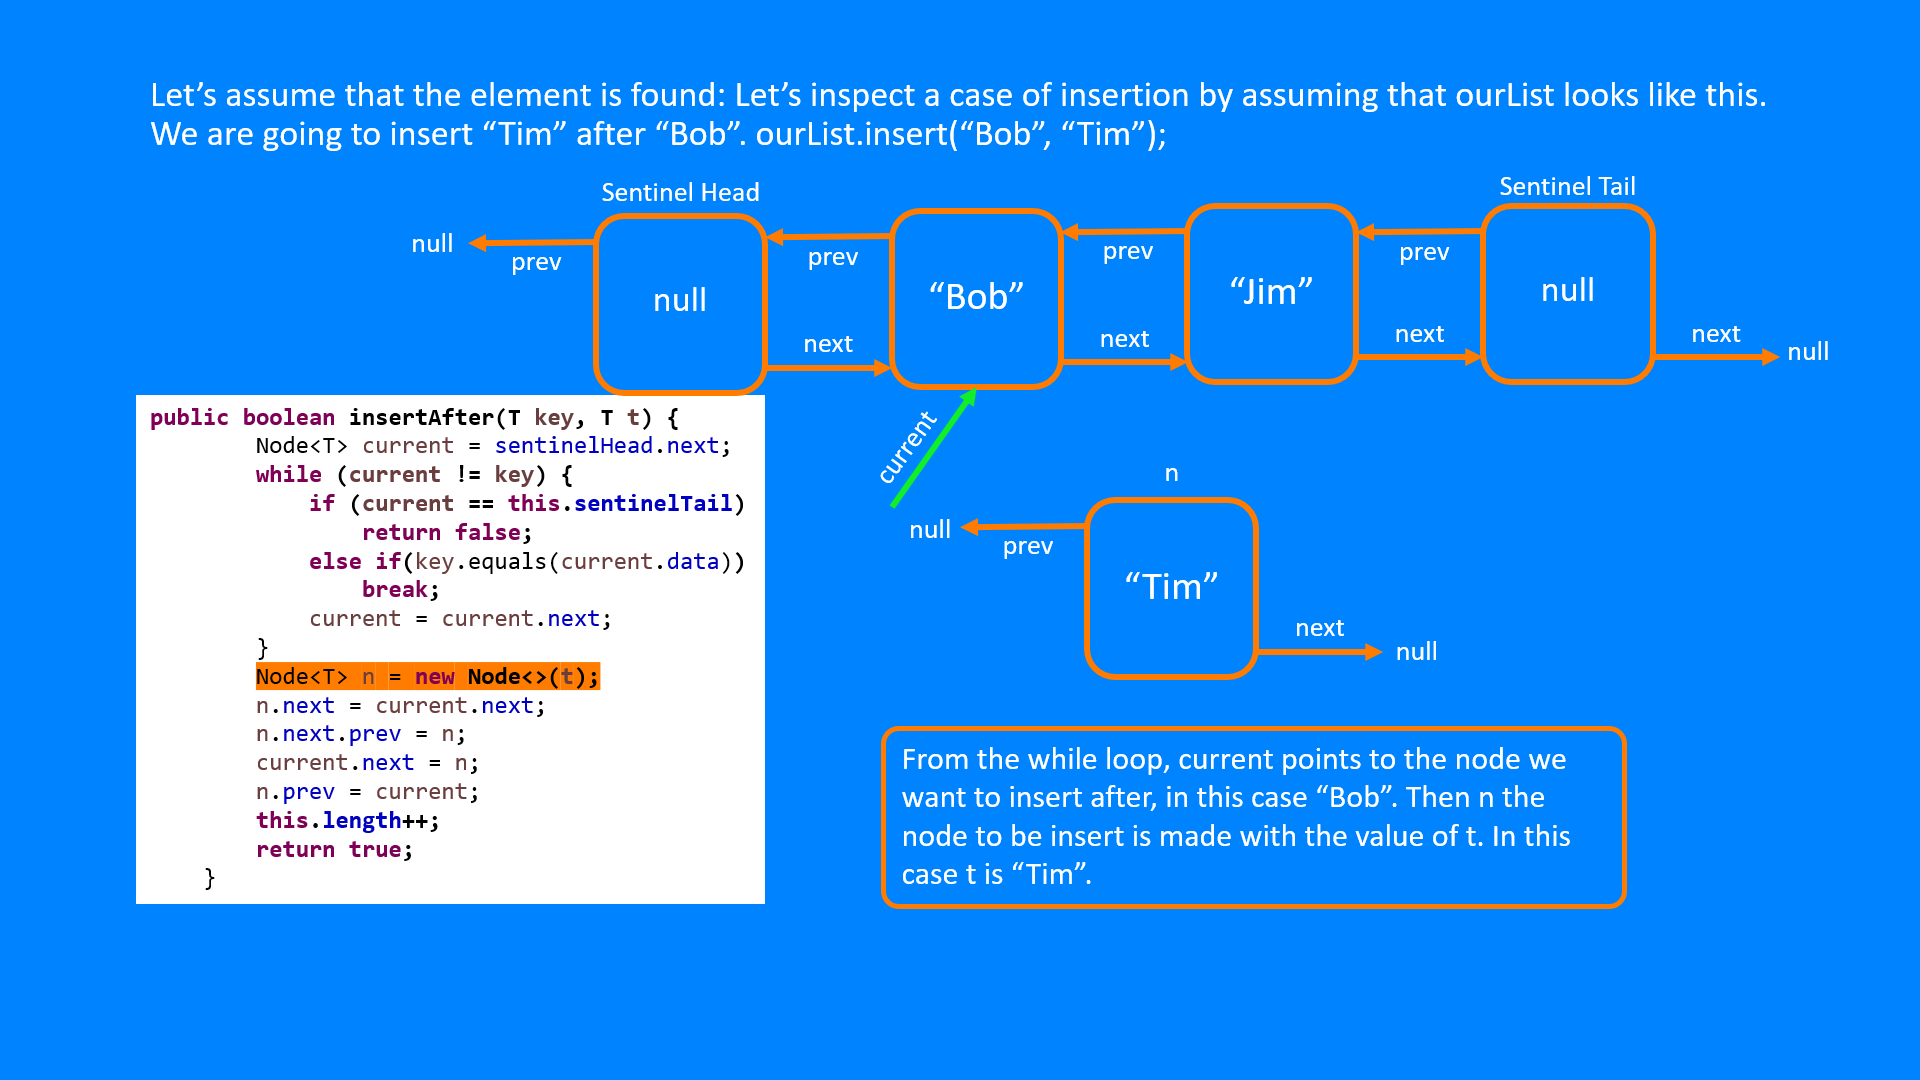 Let’s assume that the element is found: Let’s inspect a case of insertion by assuming that ourList looks like this.
We are going to insert “Tim” after “Bob”. ourList.insert(“Bob”, “Tim”);
Sentinel Head
Sentinel Tail
null
prev
null
next
prev
“Bob”
next
prev
“Jim”
next
prev
null
next
null
current
public boolean insertAfter(T key, T t) {
Node<T> current = sentinelHead.next;
while (current != key) {
if (current == this.sentinelTail)
return false;
else if(key.equals(current.data))
break;
current = current.next;
}
Node<T> n = new Node<>(t);
n.next = current.next;
n.next.prev = n;
current.next = n;
n.prev = current;
this.length++;
return true;
}
n
null
prev
“Tim”
next
null
From the while loop, current points to the node we
want to insert after, in this case “Bob”. Then n the
node to be insert is made with the value of t. In this
case t is “Tim”.